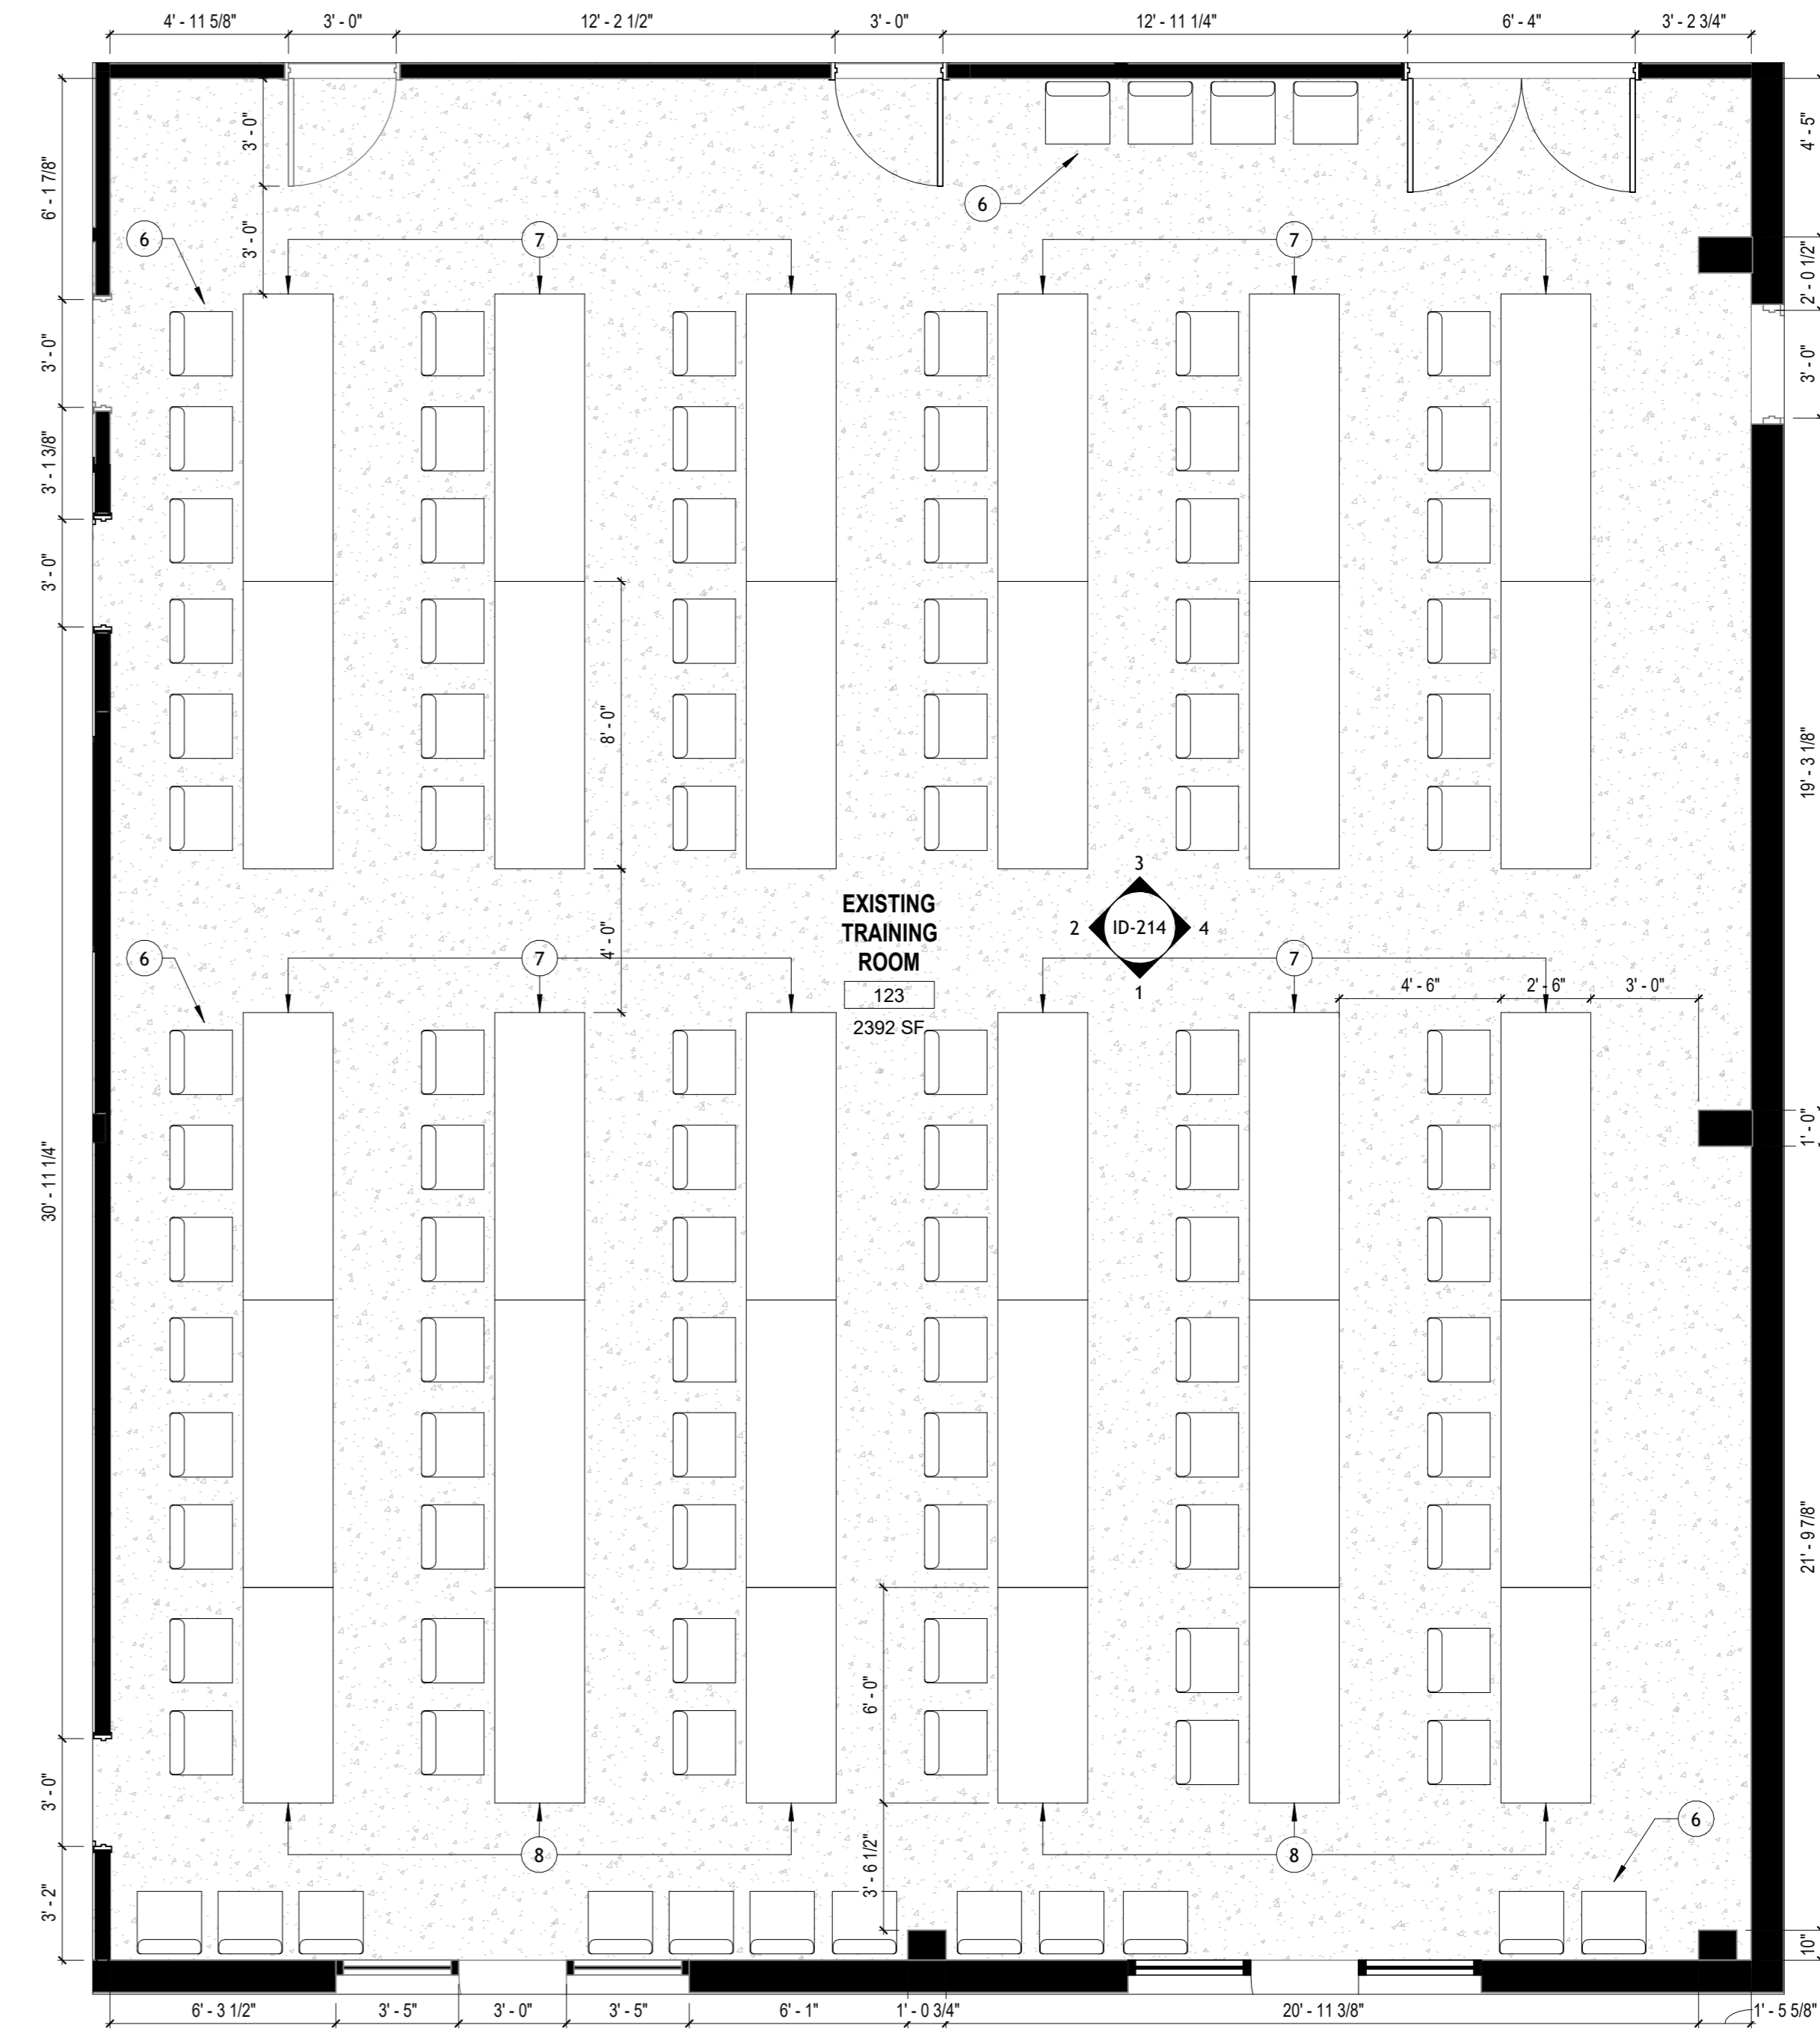 4' - 11 5/8"
3' - 0"
12' - 2 1/2"
3' - 0"
12' - 11 1/4"
6' - 4"
3' - 2 3/4"
6' - 1 7/8"
3' - 0"
3' - 1 3/8"
3' - 0"
30' - 11 1/4"
3' - 0"
3' - 2"
3' - 0"
3' - 0"
6
6
7
7
4' - 5"
2' - 0 1/2"
3' - 0"
19' - 3 1/8"
1' - 0"
21' - 9 7/8"
10"
8' - 0"
4' - 0"
EXISTING
TRAINING
ROOM
123
2392 SF
3
2
ID-214
4
1
6
7
7
4' - 6"
2' - 6"
3' - 0"
6' - 0"
3' - 6 1/2"
8
8
6
6' - 3 1/2"
3' - 5"
3' - 0"
3' - 5"
6' - 1"
1' - 0 3/4"
20' - 11 3/8"
1' - 5 5/8"